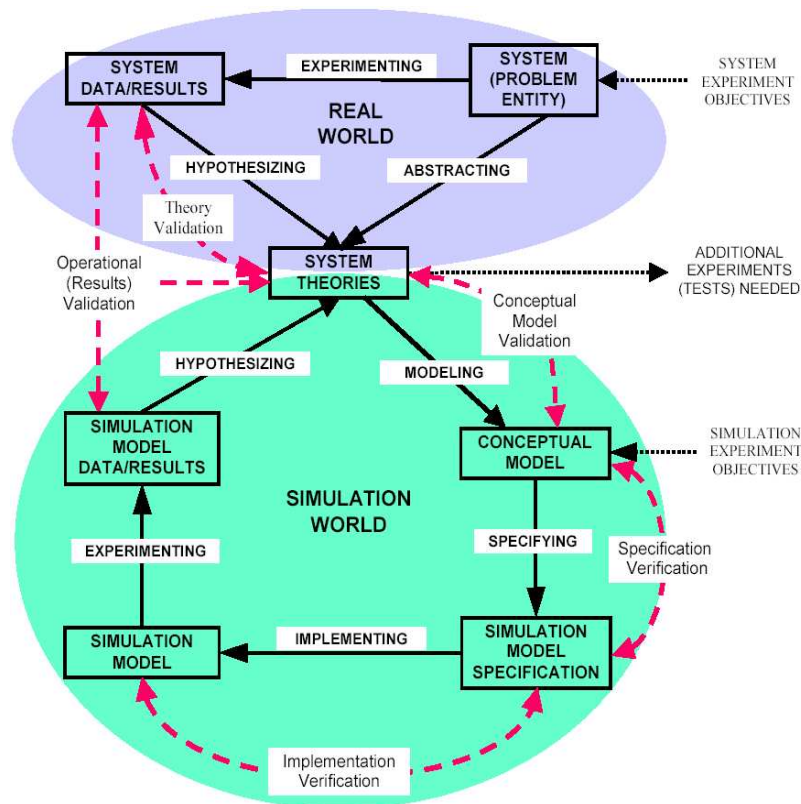 SYSTEM
DATA/RESULTS
EXPERIMENTING
SYSTEM
(PROBLEM
ENTITY)
SYSTEM
EXPERIMENT
OBJECTIVES
REAL
WORLD
HYPOTHESIZING
ABSTRACTING
Theory
Validation
Operational
(Results)
Validation
SYSTEM
THEORIES
ADDITIONAL
EXPERIMENTS
(TESTS) NEEDED
Conceptual
Model
Validation
HYPOTHESIZING
MODELING
SIMULATION
MODEL
DATA/RESULTS
CONCEPTUAL
MODEL
SIMULATION
EXPERIMENT
OBJECTIVES
SIMULATION
WORLD
EXPERIMENTING
SPECIFYING
Specification
Verification
SIMULATION
MODEL
IMPLEMENTING
SIMULATION
MODEL
SPECIFICATION
Implementation
Verification